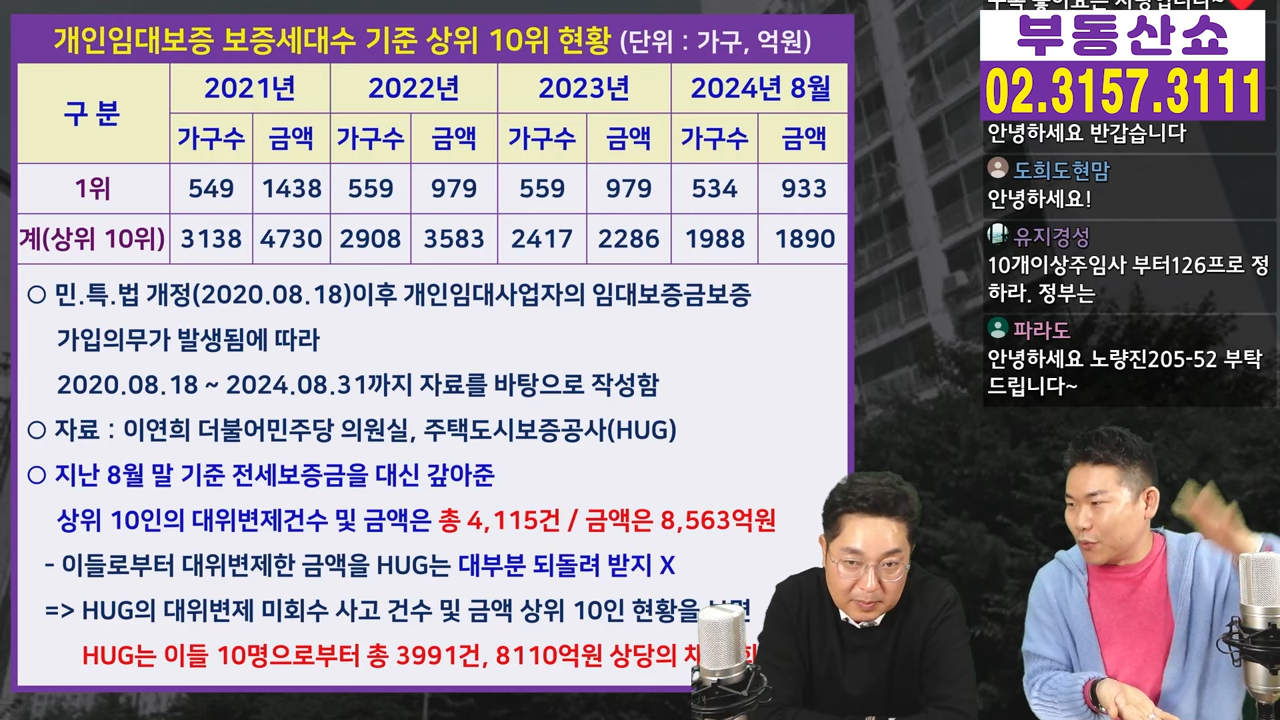 개인임대보증 보증세대수 기준 상위 10위 현황 (단위 : 가구, 억원)
구 분 2021년 2022년 2023년 2024년 8월
가구수 금액 가구수 금액 가구수 금액 가구수 금액
1위 549 1438 559 979 559 979 534 933
계(상위 10위) 3138 4730 2908 3583 2417 2286 1988 1890
○ 민.특.법 개정(2020.08.18)이후 개인임대사업자의 임대보증금보증
가입의무가 발생됨에 따라
2020.08.18 ~ 2024.08.31까지 자료를 바탕으로 작성함
○ 자료 : 이연희 더불어민주당 의원실, 주택도시보증공사(HUG)
○ 지난 8월 말 기준 전세보증금을 대신 갚아준
상위 10인의 대위변제건수 및 금액은 총 4,115건 / 금액은 8,563억원
- 이들로부터 대위변제한 금액을 HUG는 대부분 되돌려 받지 X
=> HUG의 대위변제 미회수 사고 건수 및 금액 상위 10인 현황을
HUG는 이들 10명으로부터 총 3991건, 8110억원 상당의
부동산쇼
02.3157.3111
안녕하세요 반갑습니다
도희도현맘
안녕하세요!
유지경성
10개이상주임사 부터126프로 정
하라. 정부는
파라도
안녕하세요 노량진205-52 부탁
드립니다~